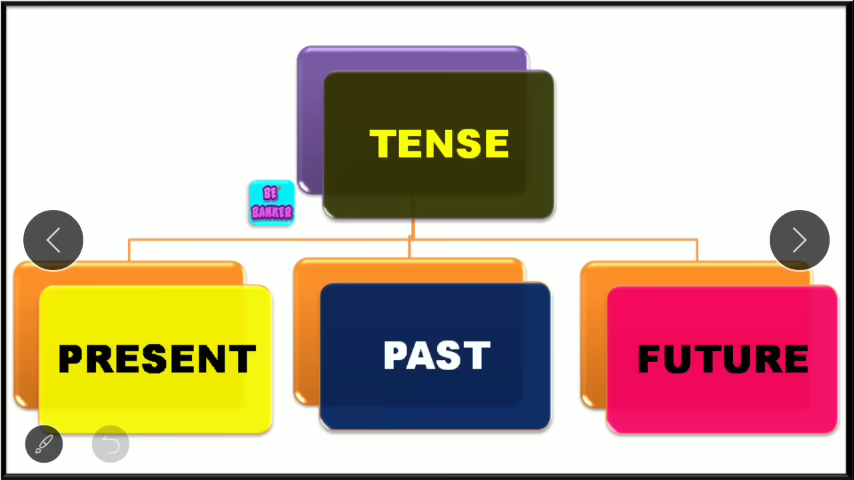 TENSE
BE
BANKER
PRESENT
PAST
FUTURE